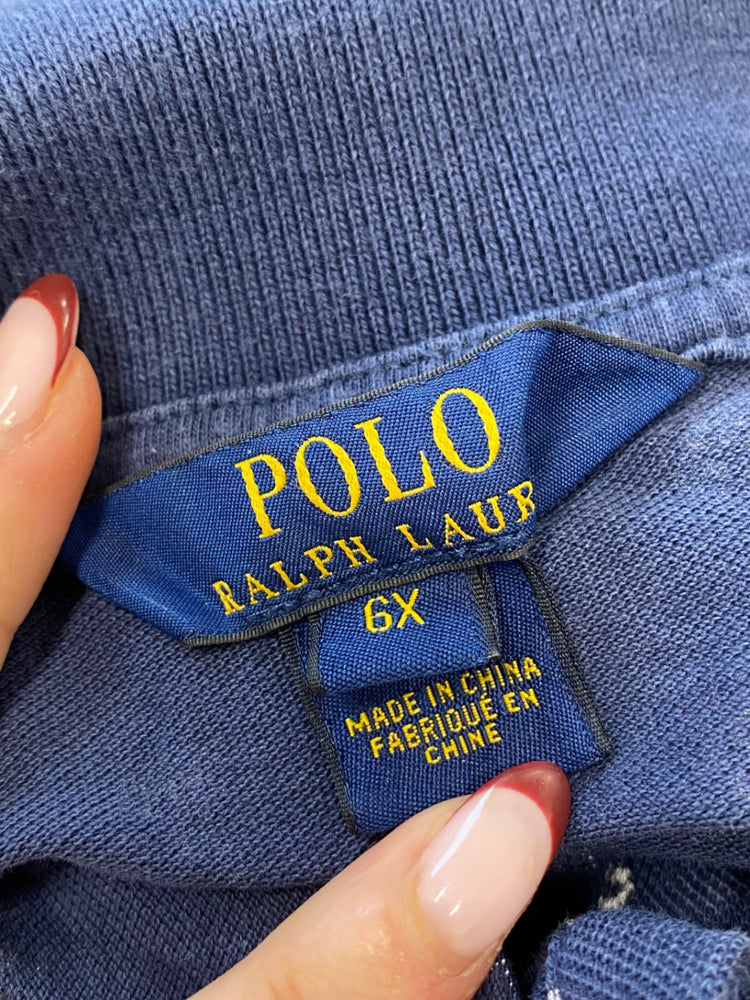 POLO
RALPH LAUR
6X
MADE IN CHINA
FABRIQUÉ EN
CHINE